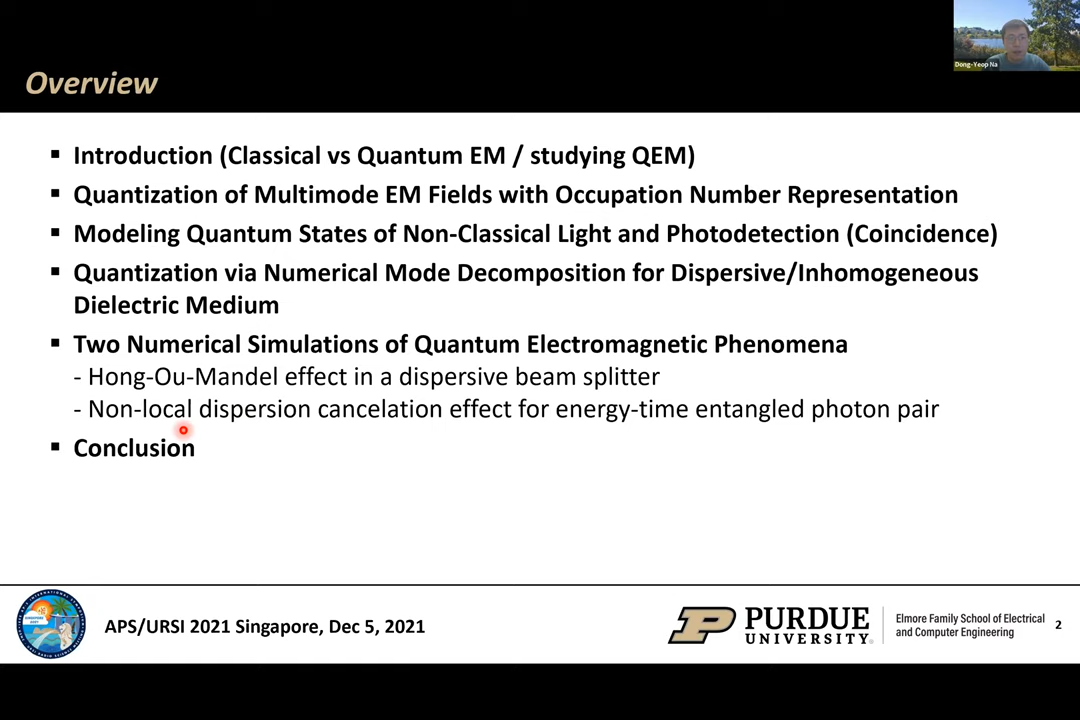 Dong-Yeop Na
Overview
▪ Introduction (Classical vs Quantum EM / studying QEM)
▪ Quantization of Multimode EM Fields with Occupation Number Representation
▪ Modeling Quantum States of Non-Classical Light and Photodetection (Coincidence)
▪ Quantization via Numerical Mode Decomposition for Dispersive/Inhomogeneous
Dielectric Medium
▪ Two Numerical Simulations of Quantum Electromagnetic Phenomena
- Hong-Ou-Mandel effect in a dispersive beam splitter
- Non-local dispersion cancelation effect for energy-time entangled photon pair
▪ Conclusion
APS/URSI 2021 Singapore, Dec 5, 2021
PURDUE
UNIVERSITY®
Elmore Family School of Electrical
and Computer Engineering
2